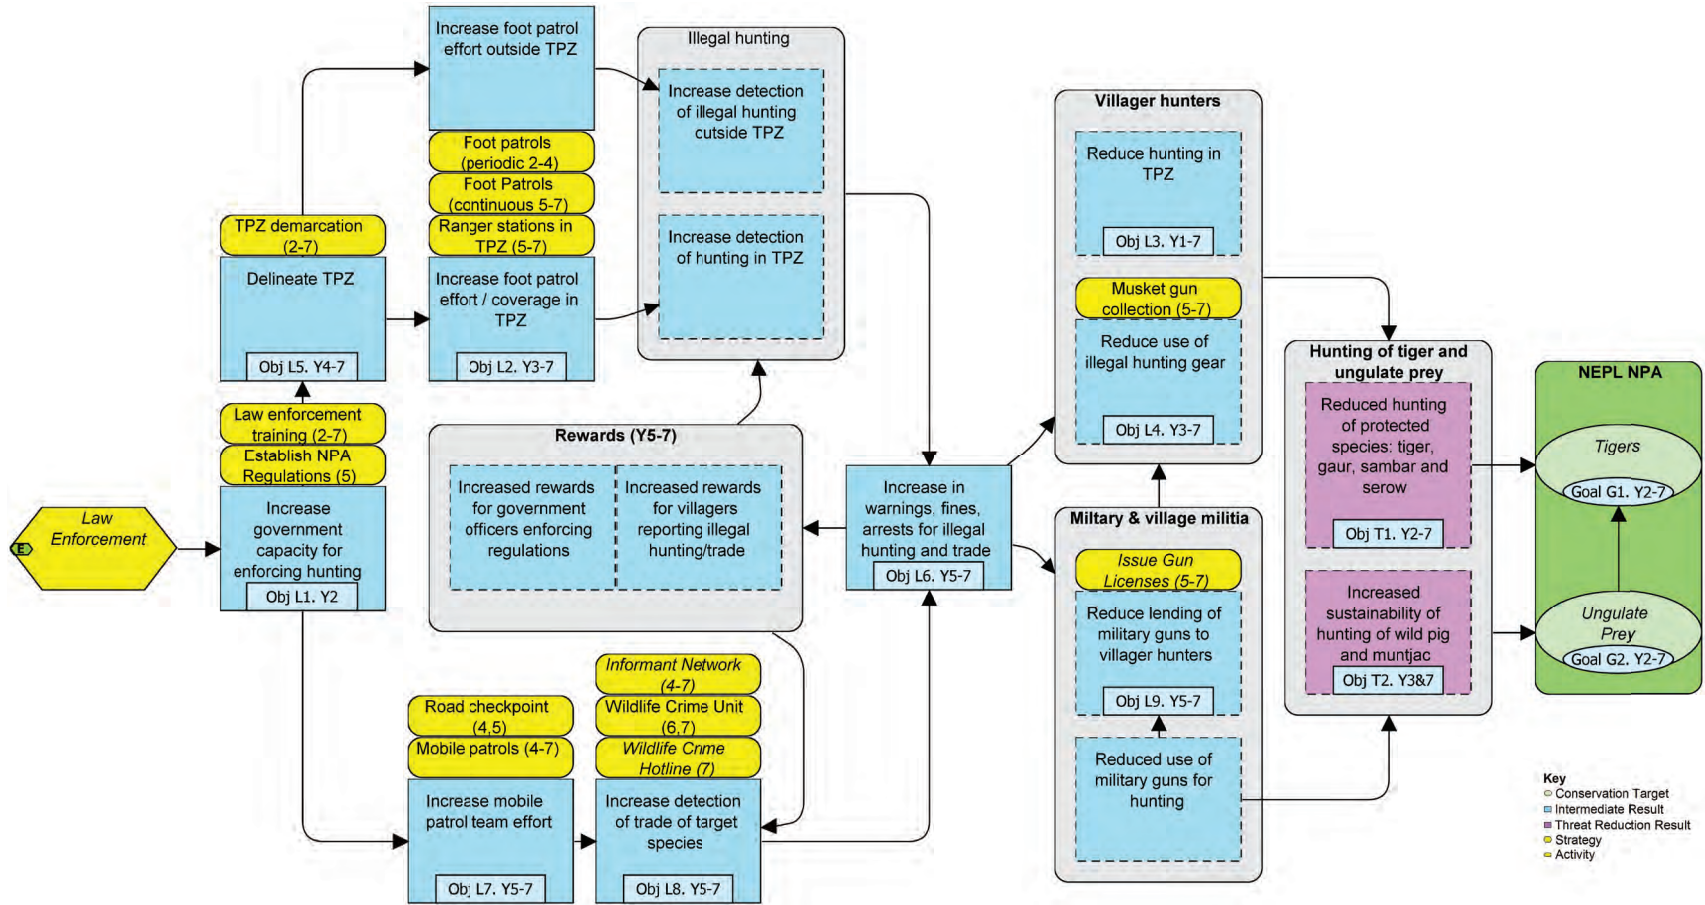 Increase foot patrol
effort outside TPZ
Foot patrols
(periodic 2-4)
Foot Patrols
(continuous 5-7)
Ranger stations in
TPZ (5-7)
Increase foot patrol
effort / coverage in
TPZ
Obj L2. Y3-7
TPZ demarcation
(2-7)
Delineate TPZ
Obj L5. Y4-7
Law enforcement
training (2-7)
Establish NPA
Regulations (5)
Increase
government
capacity for
enforcing hunting
Obj L1. Y2
Law
Enforcement
E
Illegal hunting
Increase detection
of illegal hunting
outside TPZ
Increase detection
of hunting in TPZ
Rewards (Y5-7)
Increased rewards
for government
officers enforcing
regulations
Increased rewards
for villagers
reporting illegal
hunting/trade
Road checkpoint
(4,5)
Mobile patrols (4-7)
Increase mobile
patrol team effort
Obj L7. Y5-7
Informant Network
(4-7)
Wildlife Crime Unit
(6,7)
Wildlife Crime
Hotline (7)
Increase detection
of trade of target
species
Obj L8. Y5-7
Increase in
warnings, fines,
arrests for illegal
hunting and trade
Obj L6. Y5-7
Villager hunters
Reduce hunting in
TPZ
Obj L3. Y1-7
Musket gun
collection (5-7)
Reduce use of
illegal hunting gear
Obj L4. Y3-7
Miltary & village militia
Issue Gun
Licenses (5-7)
Reduce lending of
military guns to
villager hunters
Obj L9. Y5-7
Reduced use of
military guns for
hunting
Hunting of tiger and
ungulate prey
Reduced hunting
of protected
species: tiger,
gaur, sambar and
serow
Obj T1. Y2-7
Increased
sustainability of
hunting of wild pig
and muntjac
Obj T2. Y3&7
NEPL NPA
Tigers
Goal G1. Y2-7
Ungulate
Prey
Goal G2. Y2-7
Key
Conservation Target
Intermediate Result
Threat Reduction Result
Strategy
Activity